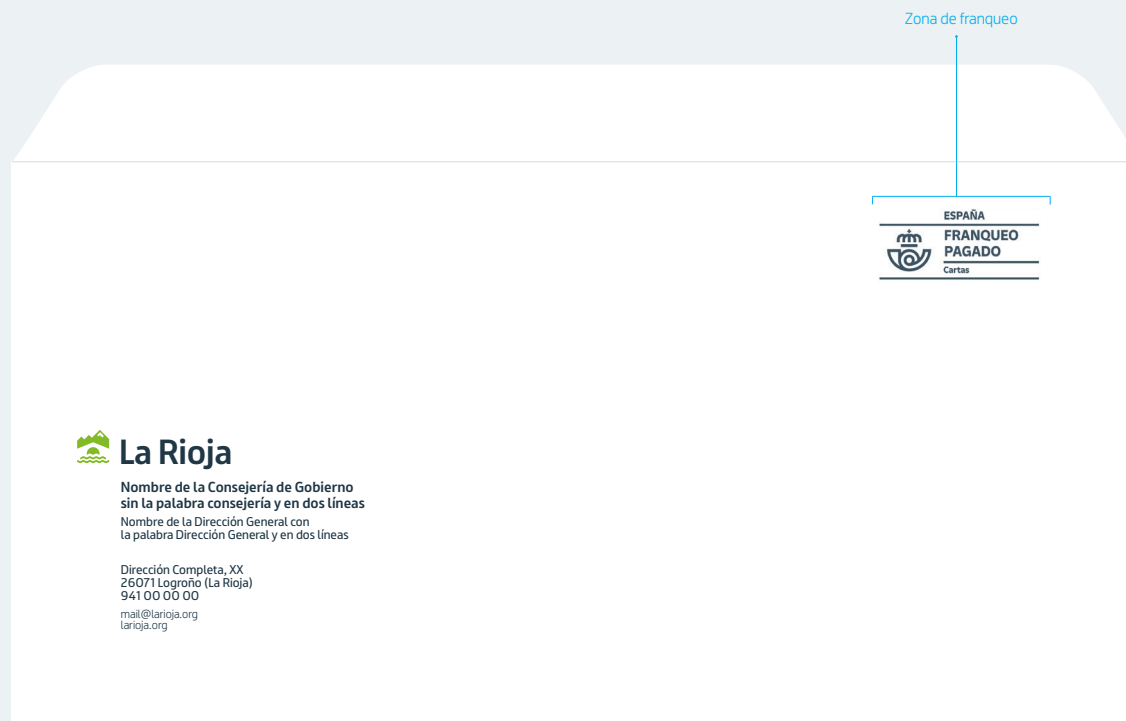 Zona de franqueo
ESPAÑA
FRANQUEO
PAGADO
Cartas
La Rioja
Nombre de la Consejería de Gobierno
sin la palabra consejería y en dos líneas
Nombre de la Dirección General con
la palabra Dirección General y en dos líneas
Dirección Completa, XX
26071 Logroño (La Rioja)
941 00 00 00
mail@larioja.org
larioja.org